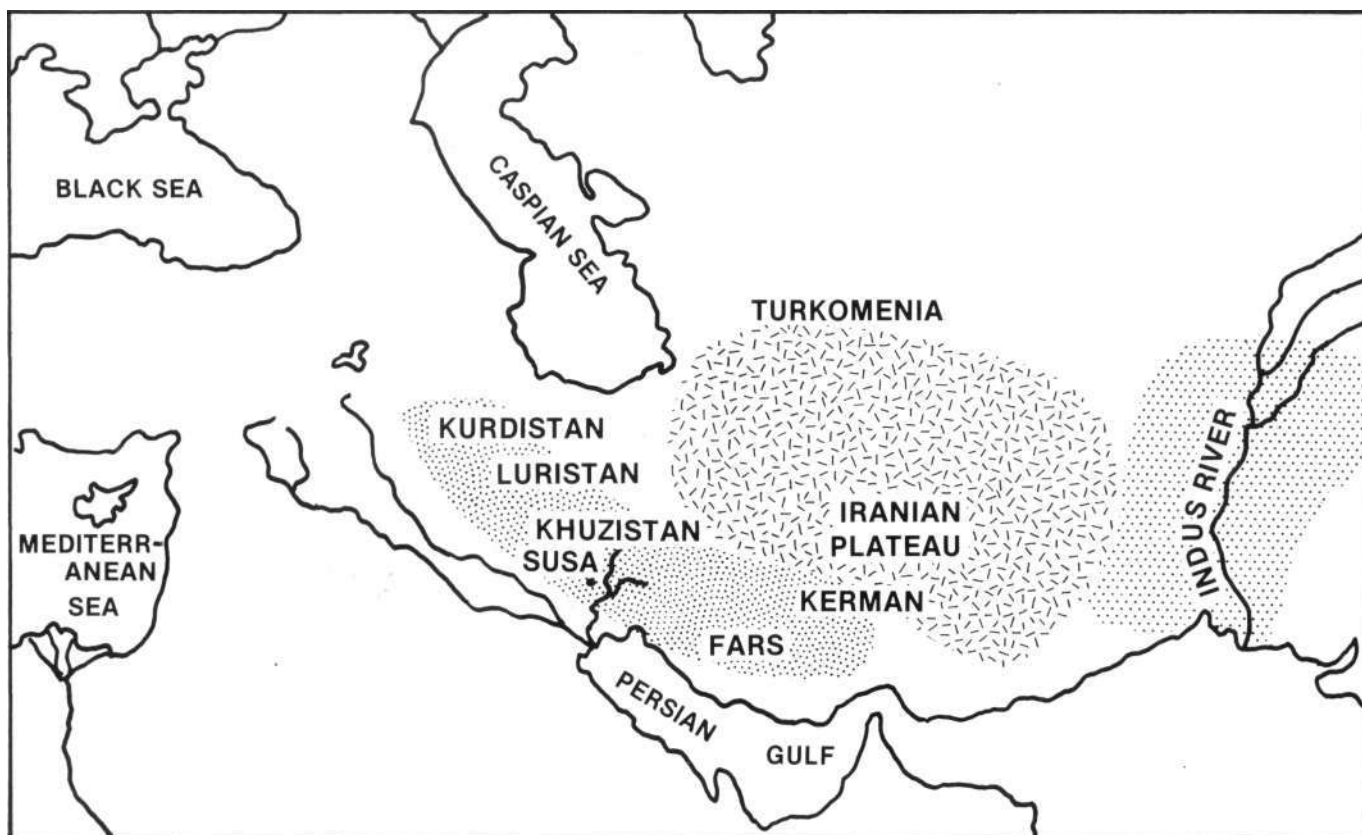 BLACK SEA
CASPIAN SEA
TURKOMENIA
KURDISTAN
LURISTAN
KHUZISTAN
SUSA
IRANIAN
PLATEAU
INDUS RIVER
MEDITERR-
ANEAN
SEA
KERMAN
FARS
PERSIAN
GULF